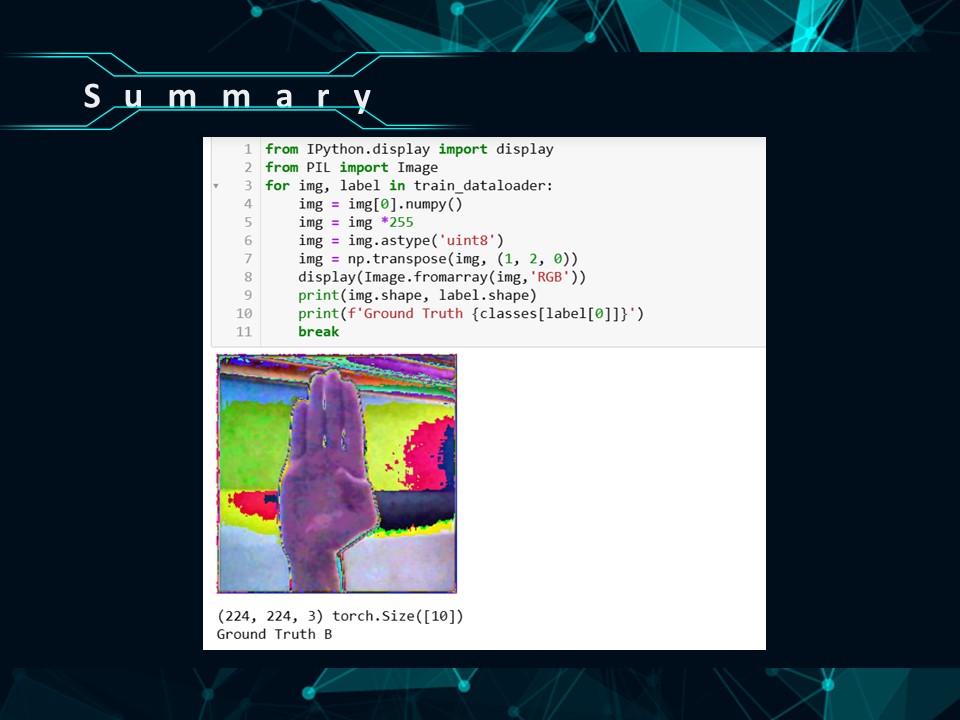 Summary
1 from IPython.display import display
2 from PIL import Image
3 for img, label in train_dataloader:
4     img = img[0].numpy()
5     img = img *255
6     img = img.astype('uint8')
7     img = np.transpose(img, (1, 2, 0))
8     display(Image.fromarray(img,'RGB'))
9     print(img.shape, label.shape)
10     print(f'Ground Truth {classes[label[0]]}')
11     break
(224, 224, 3) torch.Size([10])
Ground Truth B